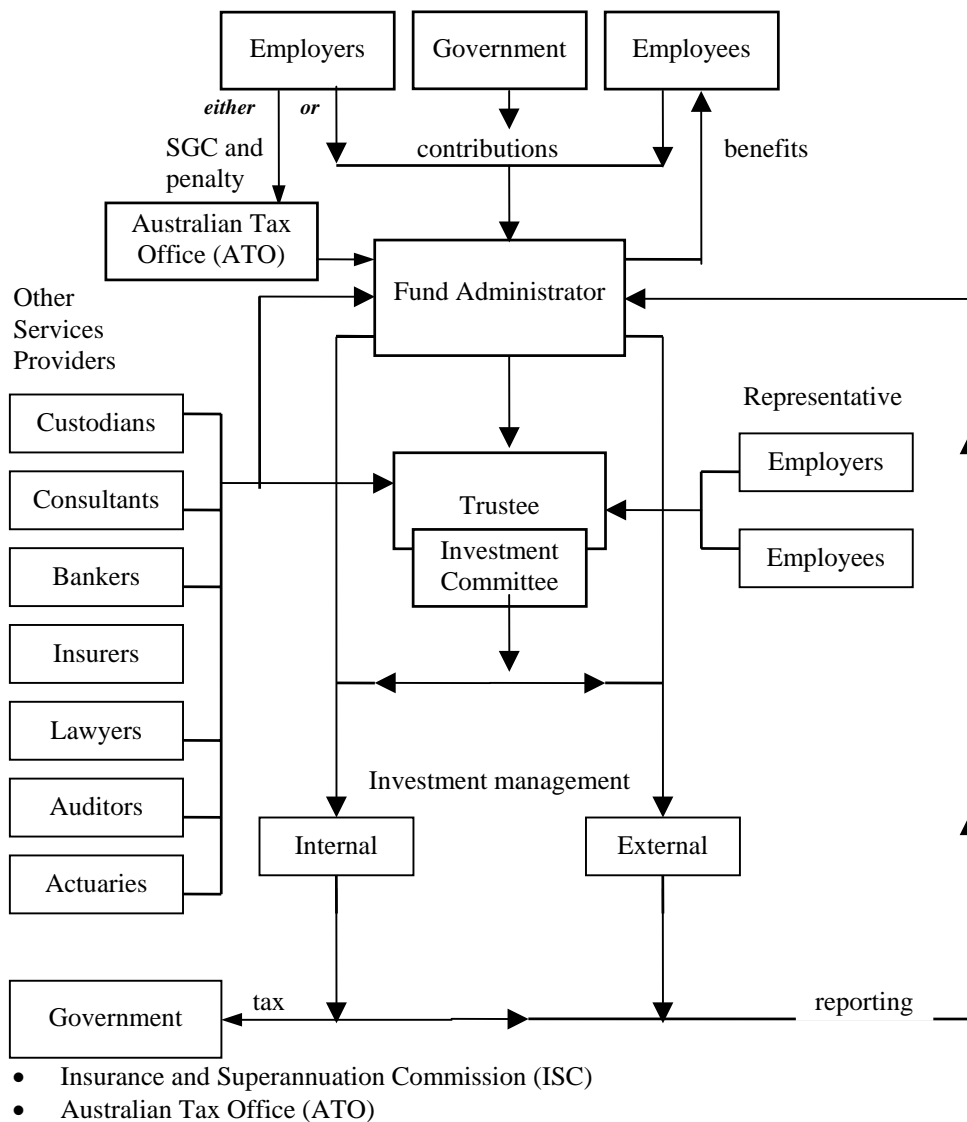 Employers
Government
Employees
either or
SGC and
penalty
contributions
benefits
Australian Tax
Office (ATO)
Fund Administrator
Other
Services
Providers
Representative
Custodians
Employers
Consultants
Trustee
Investment
Committee
Employees
Bankers
Insurers
Lawyers
Investment management
Auditors
Internal
External
Actuaries
Government
tax
reporting
• Insurance and Superannuation Commission (ISC)
• Australian Tax Office (ATO)